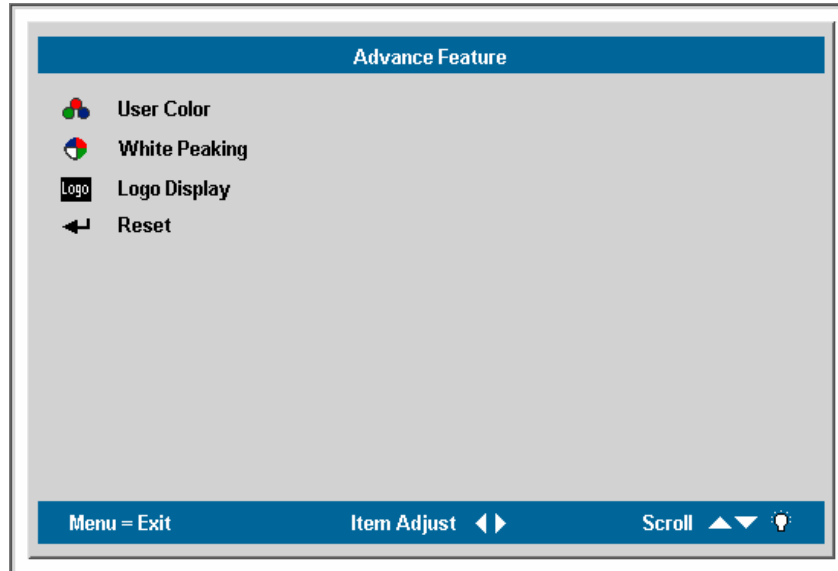 Advance Feature
User Color
White Peaking
Logo Logo Display
Reset
Menu = Exit Item Adjust Scroll